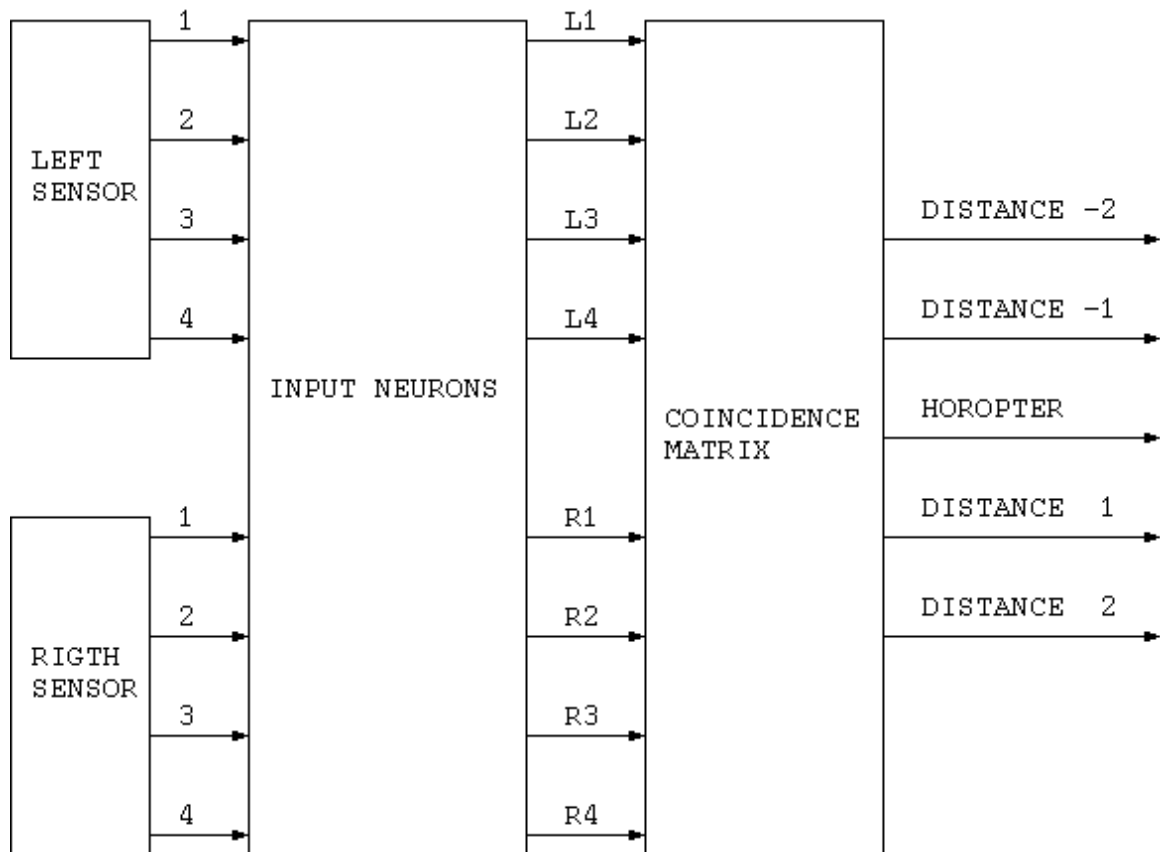 1
2
3
4
LEFT
SENSOR
1
2
3
4
RIGTH
SENSOR
INPUT NEURONS
L1
L2
L3
L4
R1
R2
R3
R4
COINCIDENCE
MATRIX
DISTANCE -2
DISTANCE -1
HOROPTER
DISTANCE 1
DISTANCE 2